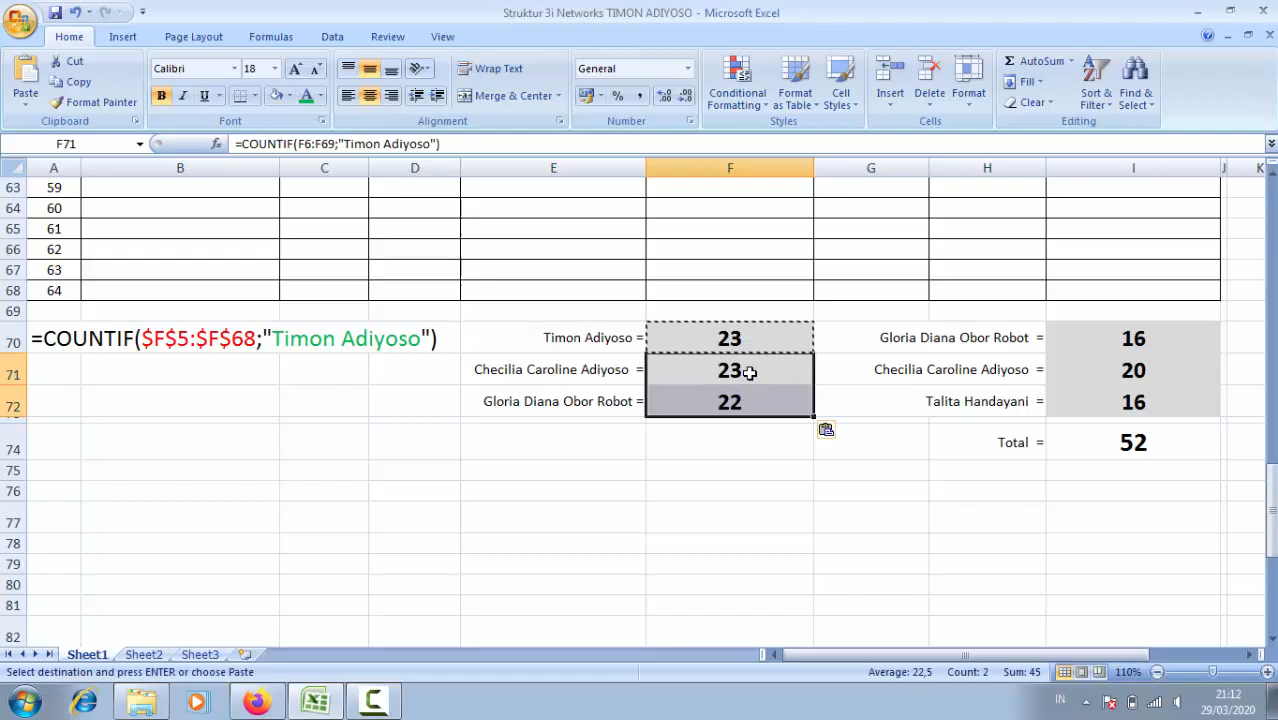 Struktur 3i Networks TIMON ADIYOSO - Microsoft Excel
Home Insert Page Layout Formulas Data Review View
Paste
Cut
Copy
Format Painter
Clipboard
Calibri 18
B I U
Font
Wrap Text
Merge & Center
Alignment
General
Number
Conditional Formatting
Format as Table
Cell Styles
Styles
Insert
Delete
Format
Cells
AutoSum
Fill
Clear
Sort & Filter
Find & Select
Editing
F71 fx =COUNTIF(F6:F69;"Timon Adiyoso")
A B C D E F G H I J K
63 59
64 60
65 61
66 62
67 63
68 64
69
70 =COUNTIF($F$5:$F$68;"Timon Adiyoso") Timon Adiyoso = 23 Gloria Diana Obor Robot = 16
71 Checilia Caroline Adiyoso = 23 Checilia Caroline Adiyoso = 20
72 Gloria Diana Obor Robot = 22 Talita Handayani = 16
74 Total = 52
75
76
77
78
79
80
81
82
Sheet1 Sheet2 Sheet3
Select destination and press ENTER or choose Paste Average: 22,5 Count: 2 Sum: 45 110%
IN 21:12
29/03/2020